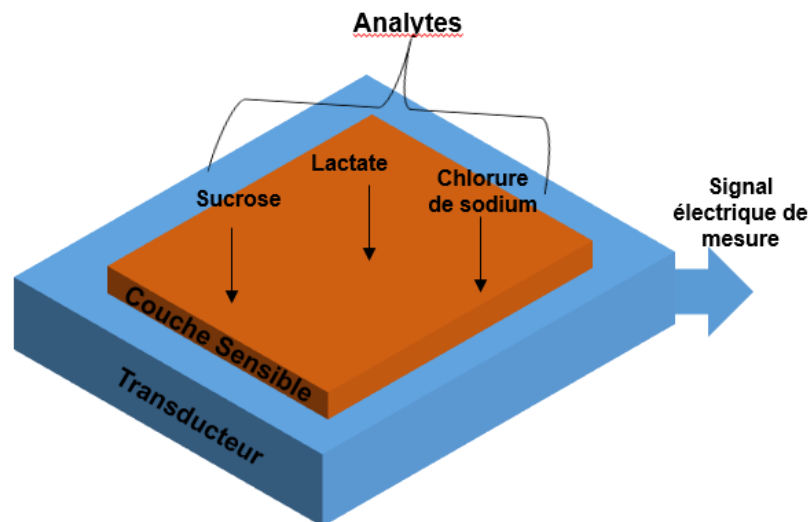 Analytes
Lactate
Sucrose
Chlorure
de sodium
Signal
électrique de
mesure
Couche Sensible
Transducteur